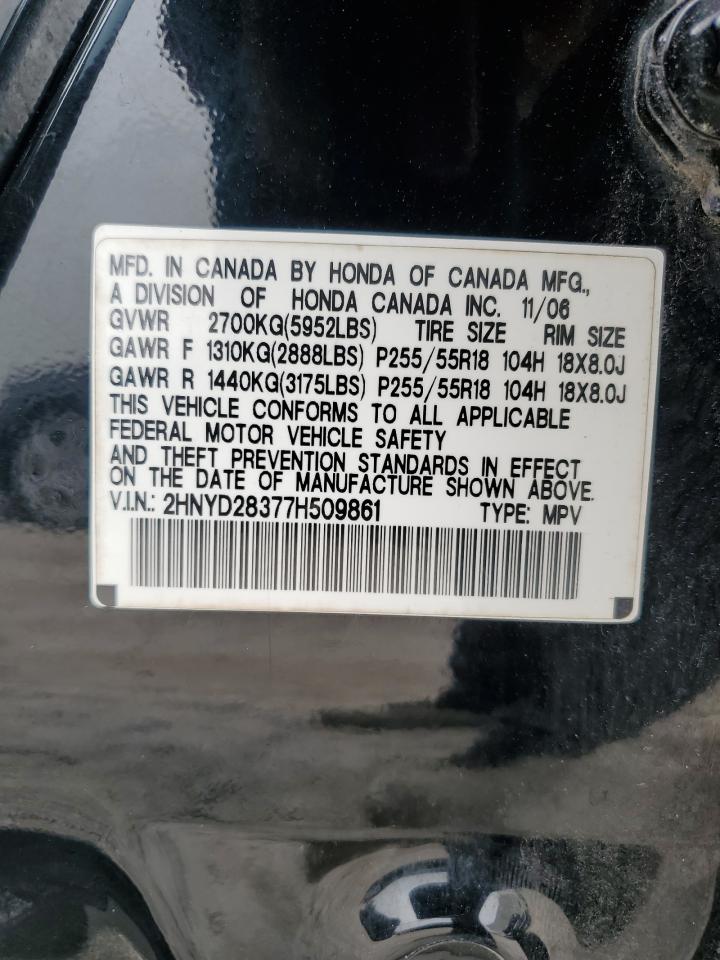 MFD. IN CANADA BY HONDA OF CANADA MFG.,
A DIVISION OF HONDA CANADA INC. 11/06
GVWR 2700KG(5952LBS) TIRE SIZE RIM SIZE
GAWR F 1310KG(2888LBS) P255/55R18 104H 18X8.0J
GAWR R 1440KG(3175LBS) P255/55R18 104H 18X8.0J
THIS VEHICLE CONFORMS TO ALL APPLICABLE
FEDERAL MOTOR VEHICLE SAFETY
AND THEFT PREVENTION STANDARDS IN EFFECT
ON THE DATE OF MANUFACTURE SHOWN ABOVE.
V.I.N.: 2HNYD28377H509861 TYPE: MPV